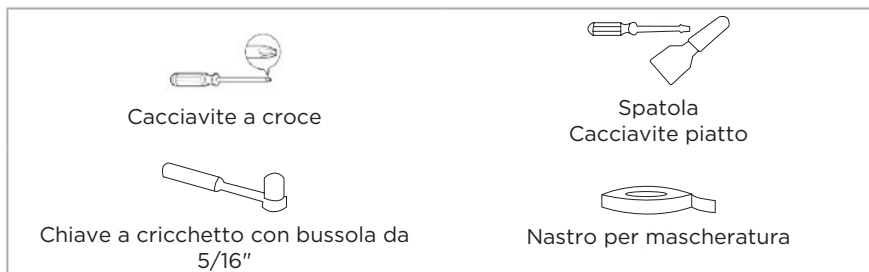 Cacciavite a croce
Spatola
Cacciavite piatto
Chiave a cricchetto con bussola da
5/16"
Nastro per mascheratura